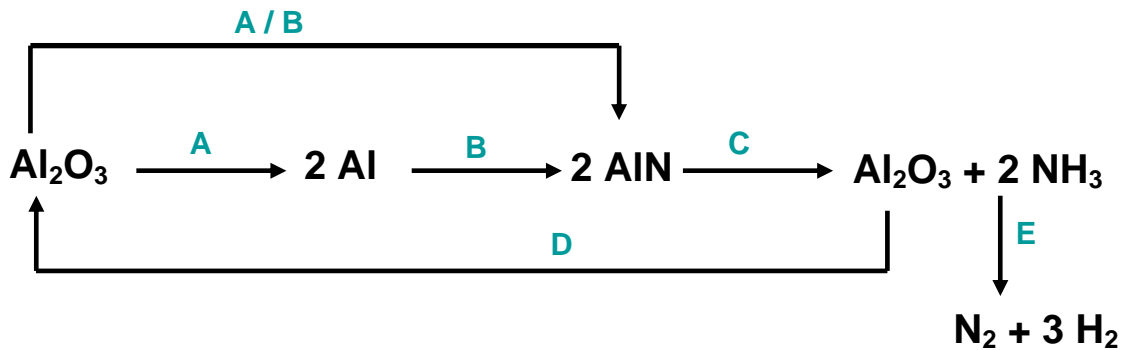 A / B
A
B
C
Al₂O₃
2 Al
2 AlN
Al₂O₃ + 2 NH₃
D
E
N₂ + 3 H₂